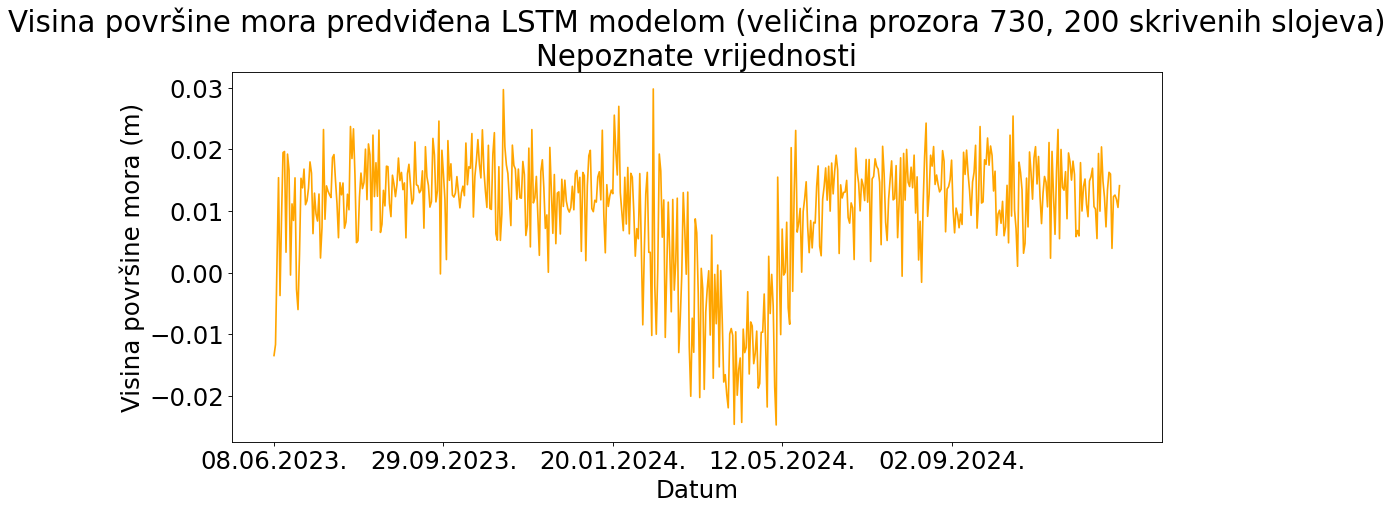 Visina površine mora predviđena LSTM modelom (veličina prozora 730, 200 skrivenih slojeva)
Nepoznate vrijednosti
Visina površine mora (m)
0.03
0.02
0.01
0.00
−0.01
−0.02
08.06.2023. 29.09.2023. 20.01.2024. 12.05.2024. 02.09.2024.
Datum